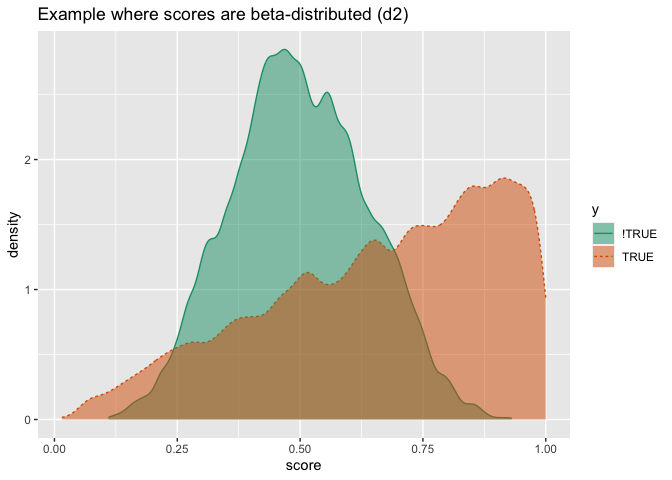 Example where scores are beta-distributed (d2)
density
2
1
0
0.00 0.25 0.50 0.75 1.00
score
y
!TRUE
TRUE